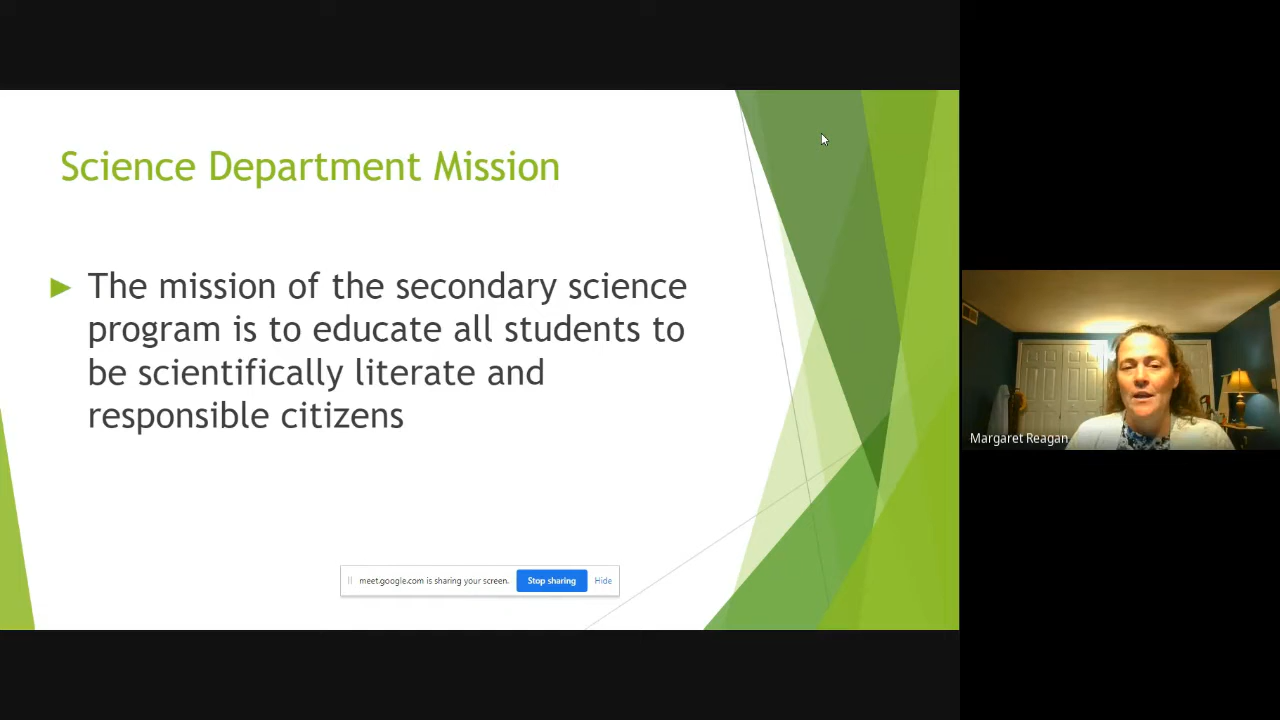 Science Department Mission
The mission of the secondary science
program is to educate all students to
be scientifically literate and
responsible citizens
meet.google.com is sharing your screen. Stop sharing Hide
Margaret Reagan